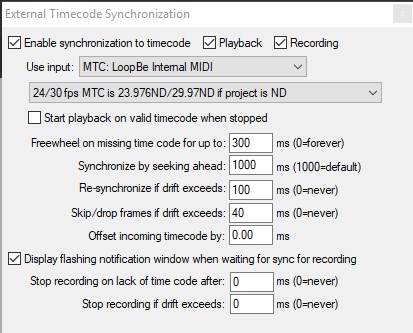 External Timecode Synchronization
Enable synchronization to timecode Playback Recording
Use input: MTC: LoopBe Internal MIDI
24/30 fps MTC is 23.976ND/29.97ND if project is ND
Start playback on valid timecode when stopped
Freewheel on missing time code for up to: 300 ms (0=forever)
Synchronize by seeking ahead: 1000 ms (1000=default)
Re-synchronize if drift exceeds: 100 ms (0=never)
Skip/drop frames if drift exceeds: 40 ms (0=never)
Offset incoming timecode by: 0.00 ms
Display flashing notification window when waiting for sync for recording
Stop recording on lack of time code after: 0 ms (0=never)
Stop recording if drift exceeds: 0 ms (0=never)